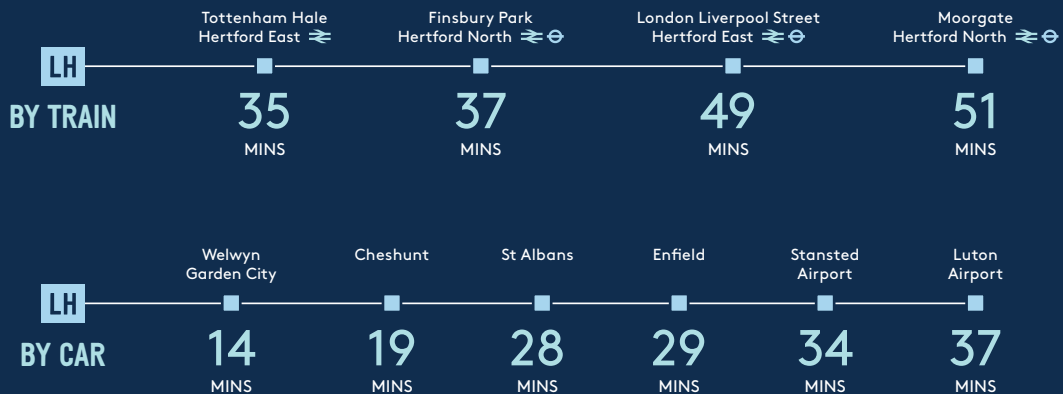 Tottenham Hale
Hertford East
Finsbury Park
Hertford North
London Liverpool Street
Hertford East
Moorgate
Hertford North
LH
BY TRAIN
35
MINS
37
MINS
49
MINS
51
MINS
Welwyn
Garden City
Cheshunt
St Albans
Enfield
Stansted
Airport
Luton
Airport
LH
BY CAR
14
MINS
19
MINS
28
MINS
29
MINS
34
MINS
37
MINS